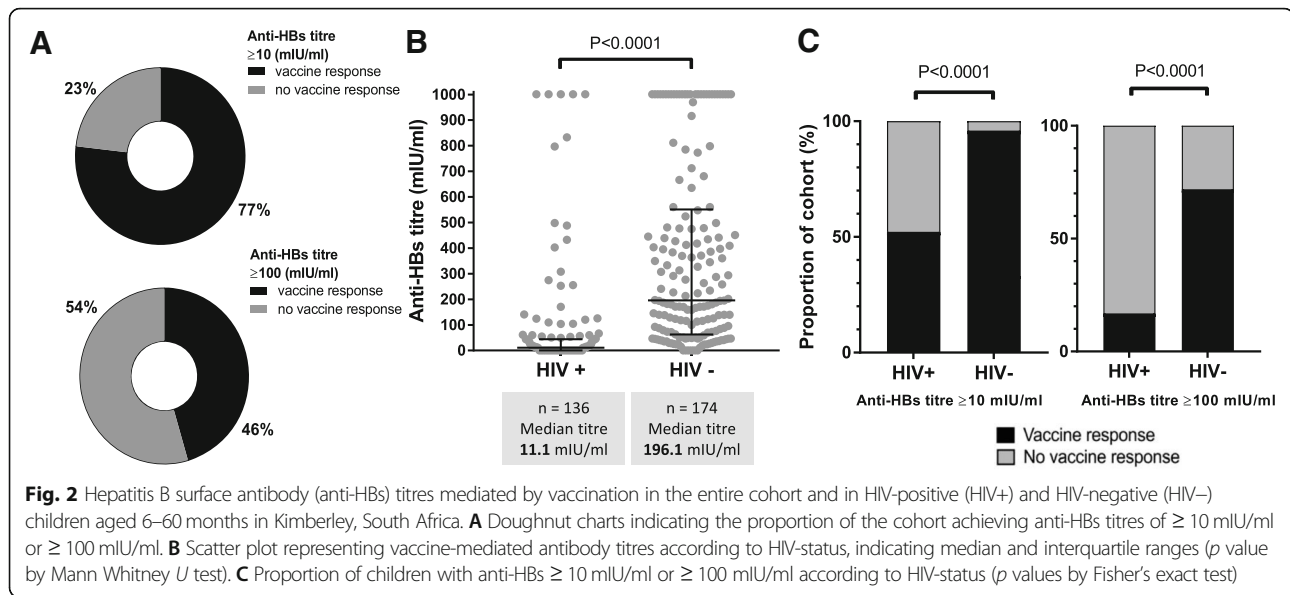 A
Anti-HBs titre
≥10 (mIU/ml)
vaccine response
no vaccine response
23%
77%
Anti-HBs titre
≥100 (mIU/ml)
vaccine response
no vaccine response
54%
46%
B
P<0.0001
Anti-HBs titre (mIU/ml)
1000
900
800
700
600
500
400
300
200
100
0
HIV +
HIV -
n = 136
Median titre
11.1 mIU/ml
n = 174
Median titre
196.1 mIU/ml
C
P<0.0001
P<0.0001
Proportion of cohort (%)
100
50
0
HIV+
HIV-
Anti-HBs titre ≥10 mIU/ml
100
50
0
HIV+
HIV-
Anti-HBs titre ≥100 mIU/ml
Vaccine response
No vaccine response
Fig. 2 Hepatitis B surface antibody (anti-HBs) titres mediated by vaccination in the entire cohort and in HIV-positive (HIV+) and HIV-negative (HIV−)
children aged 6–60 months in Kimberley, South Africa. A Doughnut charts indicating the proportion of the cohort achieving anti-HBs titres of ≥ 10 mIU/ml
or ≥ 100 mIU/ml. B Scatter plot representing vaccine-mediated antibody titres according to HIV-status, indicating median and interquartile ranges (p value
by Mann Whitney U test). C Proportion of children with anti-HBs ≥ 10 mIU/ml or ≥ 100 mIU/ml according to HIV-status (p values by Fisher's exact test)